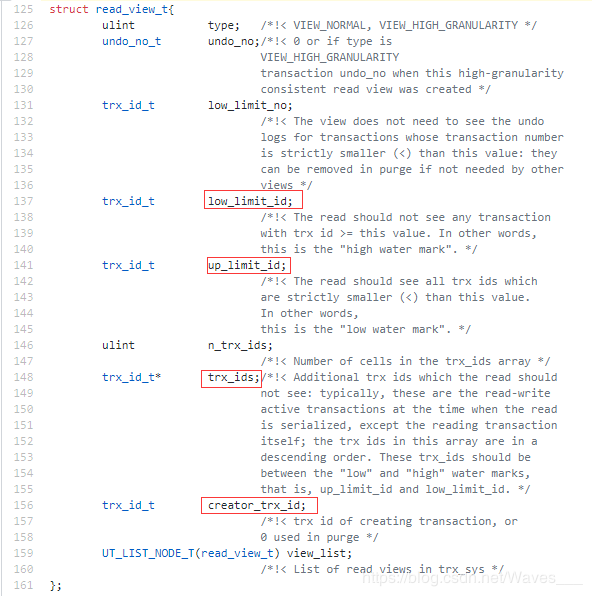 125 struct read_view_t{
126 ulint type; /*!< VIEW_NORMAL, VIEW_HIGH_GRANULARITY */
127 undo_no_t undo_no;/*!< 0 or if type is
128 VIEW_HIGH_GRANULARITY
129 transaction undo_no when this high-granularity
130 consistent read view was created */
131 trx_id_t low_limit_no;
132 /*!< The view does not need to see the undo
133 logs for transactions whose transaction number
134 is strictly smaller (<) than this value: they
135 can be removed in purge if not needed by other
136 views */
137 trx_id_t low_limit_id;
138 /*!< The read should not see any transaction
139 with trx id >= this value. In other words,
140 this is the "high water mark". */
141 trx_id_t up_limit_id;
142 /*!< The read should see all trx ids which
143 are strictly smaller (<) than this value.
144 In other words,
145 this is the "low water mark". */
146 ulint n_trx_ids;
147 /*!< Number of cells in the trx_ids array */
148 trx_id_t* trx_ids;/*!< Additional trx ids which the read should
149 not see: typically, these are the read-write
150 active transactions at the time when the read
151 is serialized, except the reading transaction
152 itself; the trx ids in this array are in a
153 descending order. These trx_ids should be
154 between the "low" and "high" water marks,
155 that is, up_limit_id and low_limit_id. */
156 trx_id_t creator_trx_id;
157 /*!< trx id of creating transaction, or
158 0 used in purge */
159 UT_LIST_NODE_T(read_view_t) view_list;
160 /*!< List of read views in trx_sys */
161 };
https://blog.csdn.net/Waves___